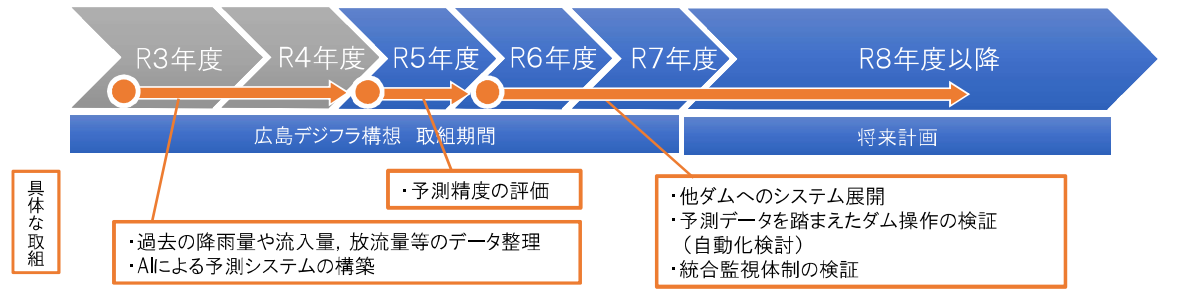 R3年度
R4年度
R5年度
R6年度
R7年度
R8年度以降
広島デジフラ構想 取組期間
将来計画
具体な取組
・過去の降雨量や流入量,放流量等のデータ整理
・AIによる予測システムの構築
・予測精度の評価
・他ダムへのシステム展開
・予測データを踏まえたダム操作の検証
（自動化検討）
・統合監視体制の検証